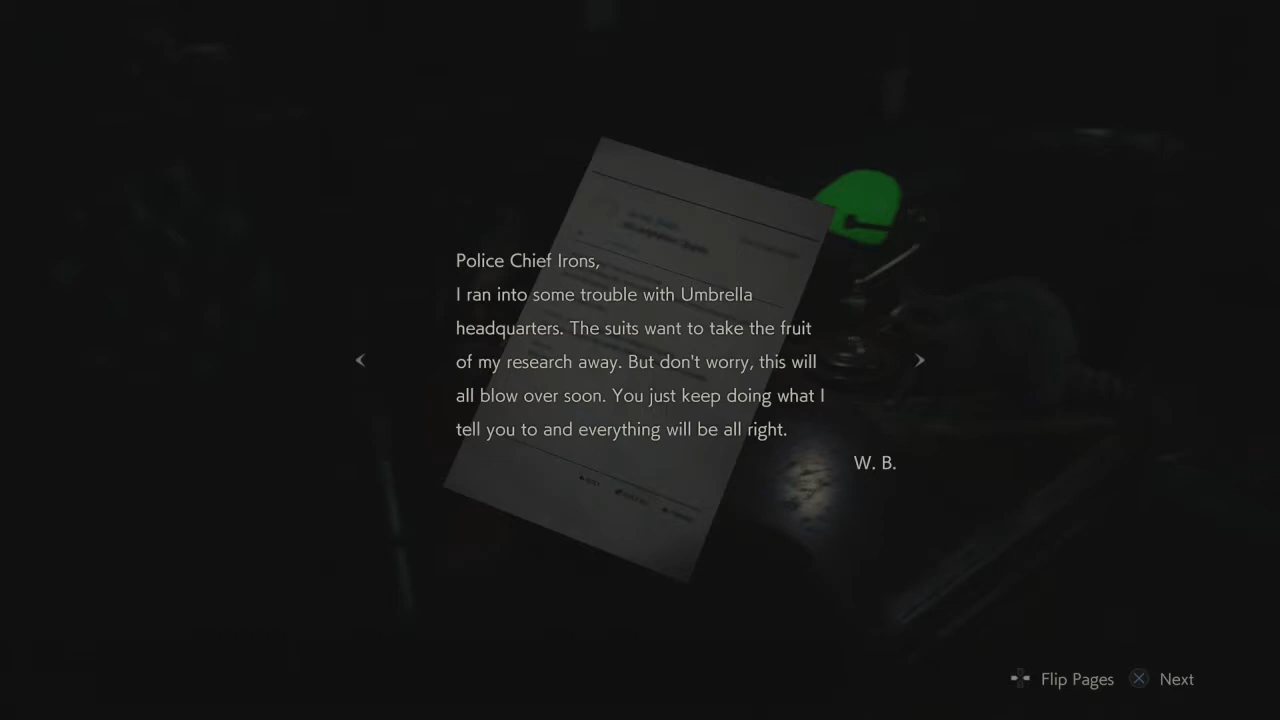 Police Chief Irons,
I ran into some trouble with Umbrella
headquarters. The suits want to take the fruit
of my research away. But don't worry, this will
all blow over soon. You just keep doing what I
tell you to and everything will be all right.
W. B.
Flip Pages Next